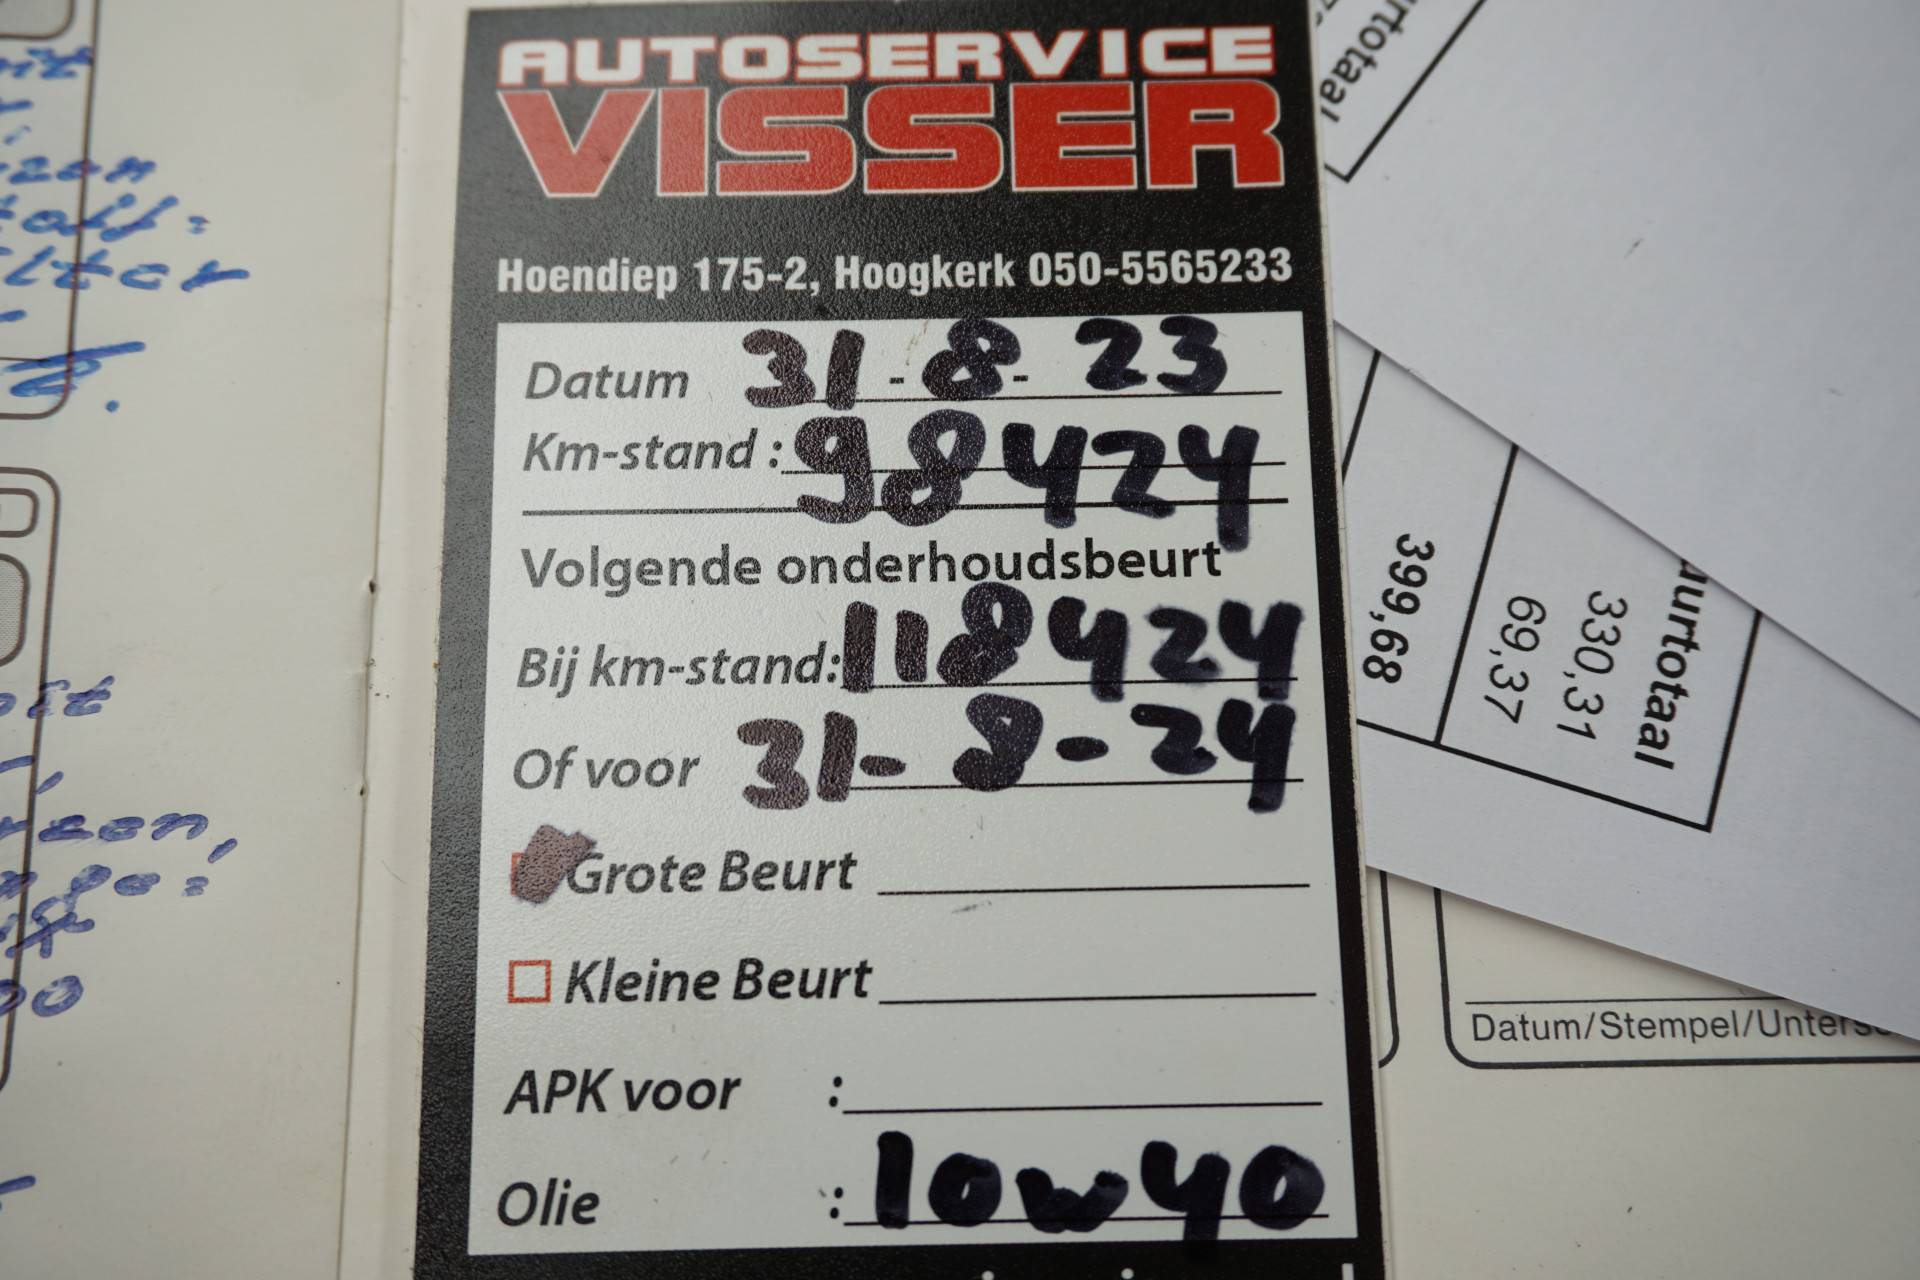 AUTOSERVICE
VISSER
Hoendiep 175-2, Hoogkerk 050-5565233
Datum 31-8-23
Km-stand : 98424
Volgende onderhoudsbeurt
Bij km-stand: 118424
Of voor 31-8-24
Grote Beurt
Kleine Beurt
APK voor :
Olie : 10w40
399,68
69,37
330,31
Datum/Stempel/Unters